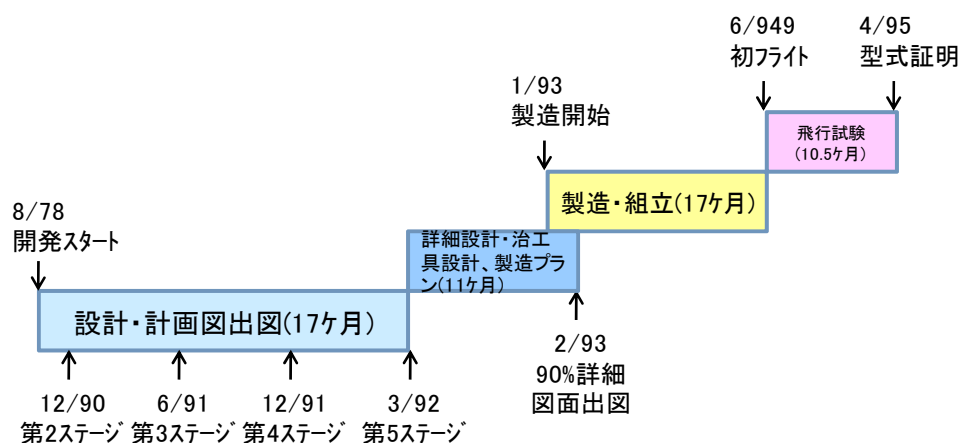 6/949
初フライト
4/95
型式証明
1/93
製造開始
飛行試験
(10.5ケ月)
製造・組立(17ケ月)
8/78
開発スタート
詳細設計・治工
具設計、製造プラ
ン(11ケ月)
設計・計画図出図(17ケ月)
2/93
90%詳細
図面出図
12/90
第2ステージ
6/91
第3ステージ
12/91
第4ステージ
3/92
第5ステージ